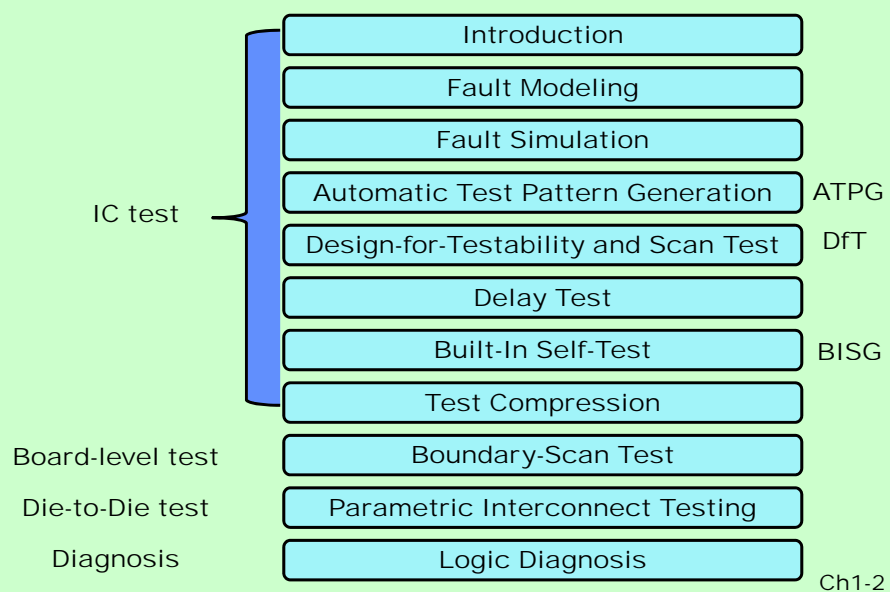 Introduction
Fault Modeling
Fault Simulation
Automatic Test Pattern Generation ATPG
IC test
Design-for-Testability and Scan Test DfT
Delay Test
Built-In Self-Test BISG
Test Compression
Board-level test Boundary-Scan Test
Die-to-Die test Parametric Interconnect Testing
Diagnosis Logic Diagnosis
Ch1-2